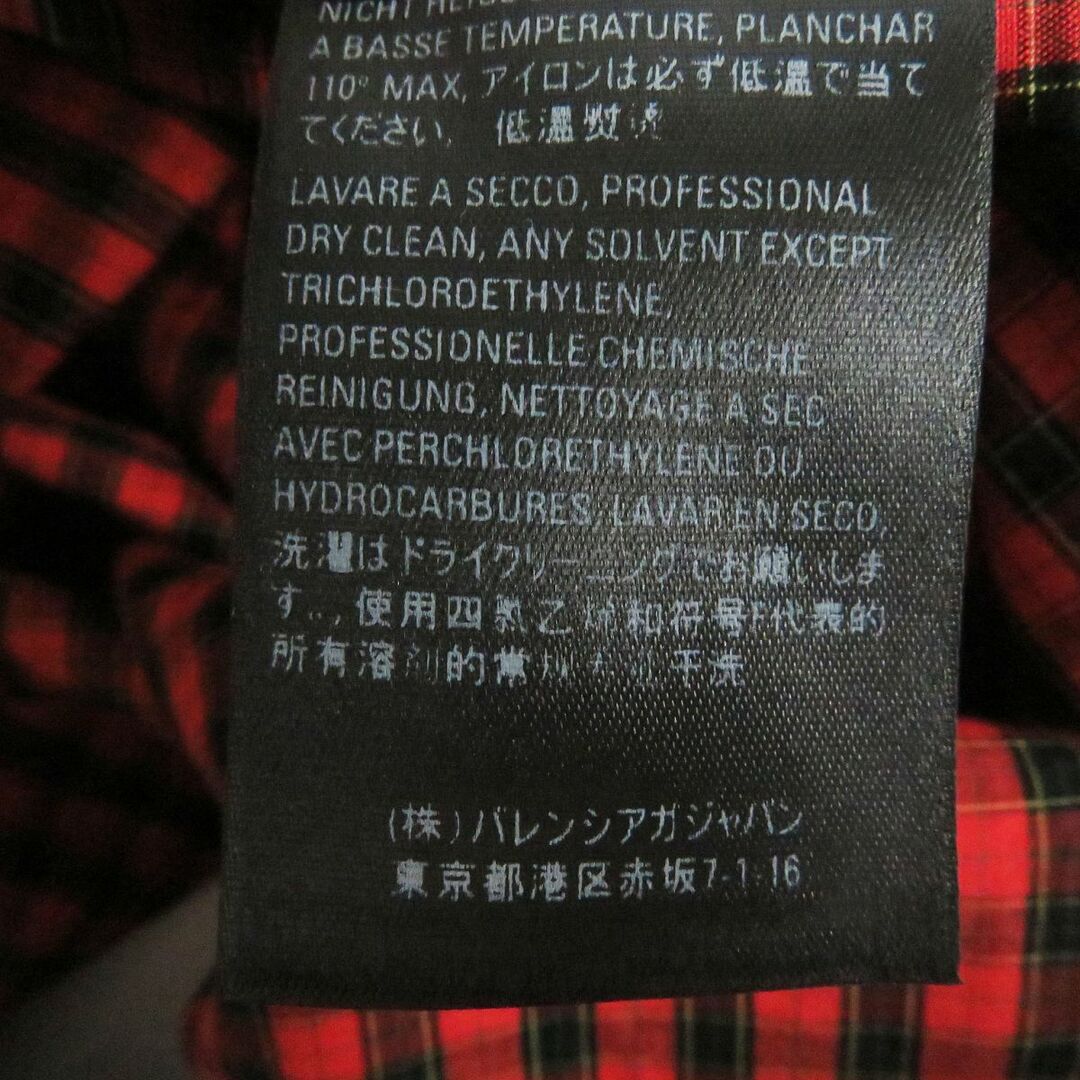 NICHT
A BASSE TEMPERATURE, PLANCHAR
110° MAX, アイロンは必ず低温で当て
てください. 低温熨
LAVARE A SECCO, PROFESSIONAL
DRY CLEAN, ANY SOLVENT EXCEPT
TRICHLOROETHYLENE,
PROFESSIONELLE CHEMISCHE
REINIGUNG, NETTOYAGE A SEC
AVEC PERCHLORETHYLENE OU
HYDROCARBURES, LAVAR EN SECO,
洗濯はドライクリーニングでお願いしま
す.., 使用四氯乙 和符号F代表的
所有溶剂的常 干洗
(株)バレンシアガジャパン
東京都港区赤坂7-1-16